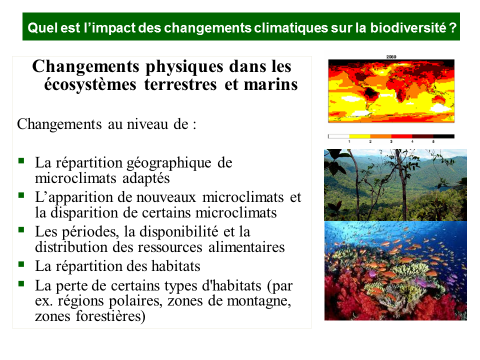 Quel est l'impact des changements climatiques sur la biodiversité ?
Changements physiques dans les
écosystèmes terrestres et marins
Changements au niveau de :
La répartition géographique de
microclimats adaptés
L'apparition de nouveaux microclimats et
la disparition de certains microclimats
Les périodes, la disponibilité et la
distribution des ressources alimentaires
La répartition des habitats
La perte de certains types d'habitats (par
ex. régions polaires, zones de montagne,
zones forestières)